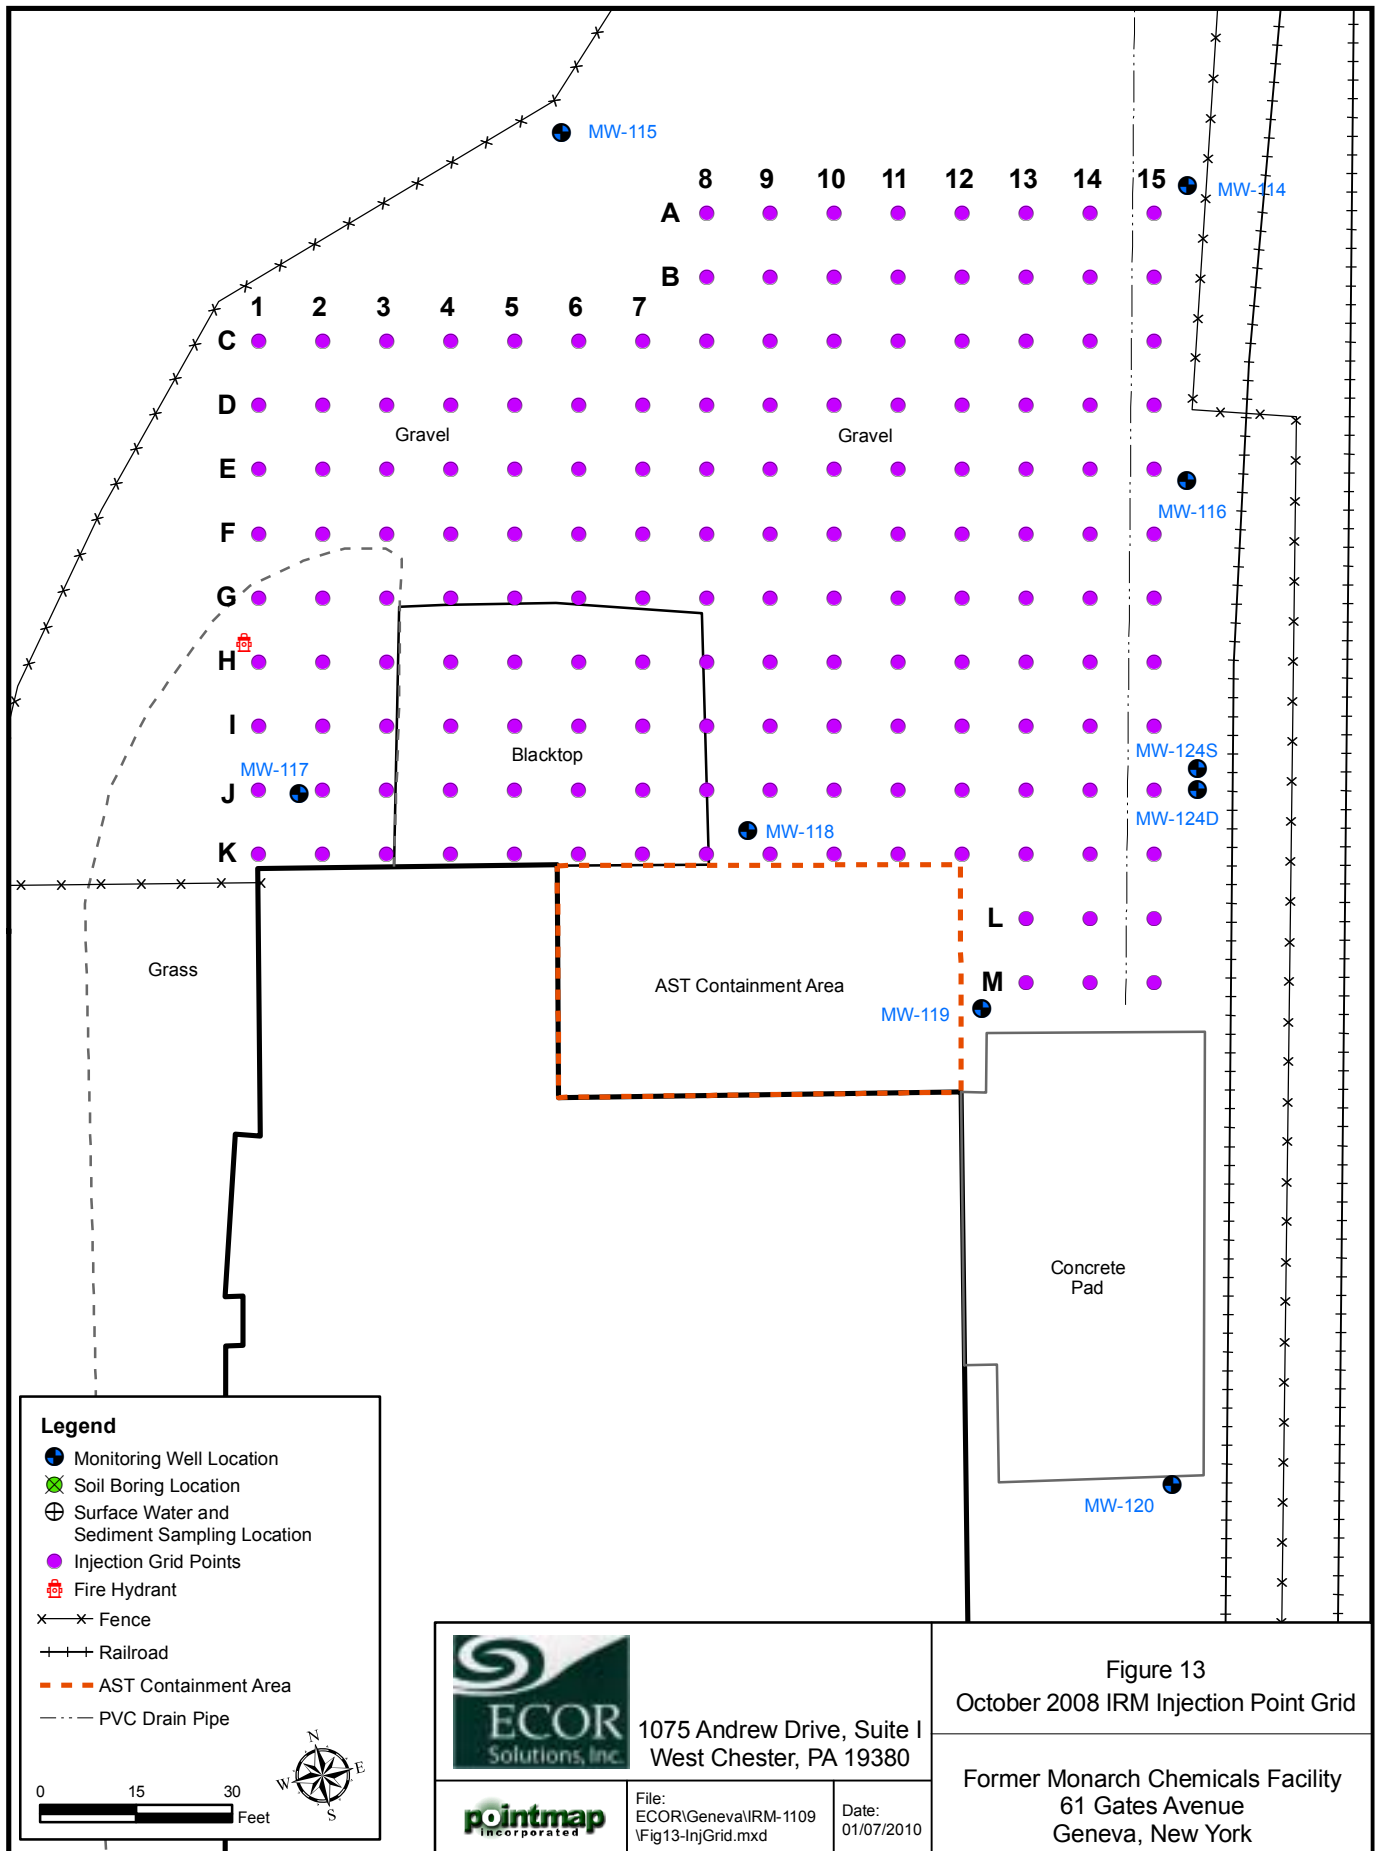 MW-115
8 9 10 11 12 13 14 15
MW-114
A
B
1 2 3 4 5 6 7
C
D
Gravel Gravel
E
MW-116
F
G
H
I
MW-124S
Blacktop
MW-117
J
MW-124D
MW-118
K
L
Grass
M
AST Containment Area
MW-119
Concrete
Pad
MW-120
Legend
Monitoring Well Location
Soil Boring Location
Surface Water and
Sediment Sampling Location
Injection Grid Points
Fire Hydrant
Fence
Railroad
AST Containment Area
PVC Drain Pipe
N
W E
S
0 15 30
Feet
ECOR
Solutions, Inc.
1075 Andrew Drive, Suite I
West Chester, PA 19380
pointmap
incorporated
File:
ECOR\Geneva\IRM-1109
\Fig13-InjGrid.mxd
Date:
01/07/2010
Figure 13
October 2008 IRM Injection Point Grid
Former Monarch Chemicals Facility
61 Gates Avenue
Geneva, New York